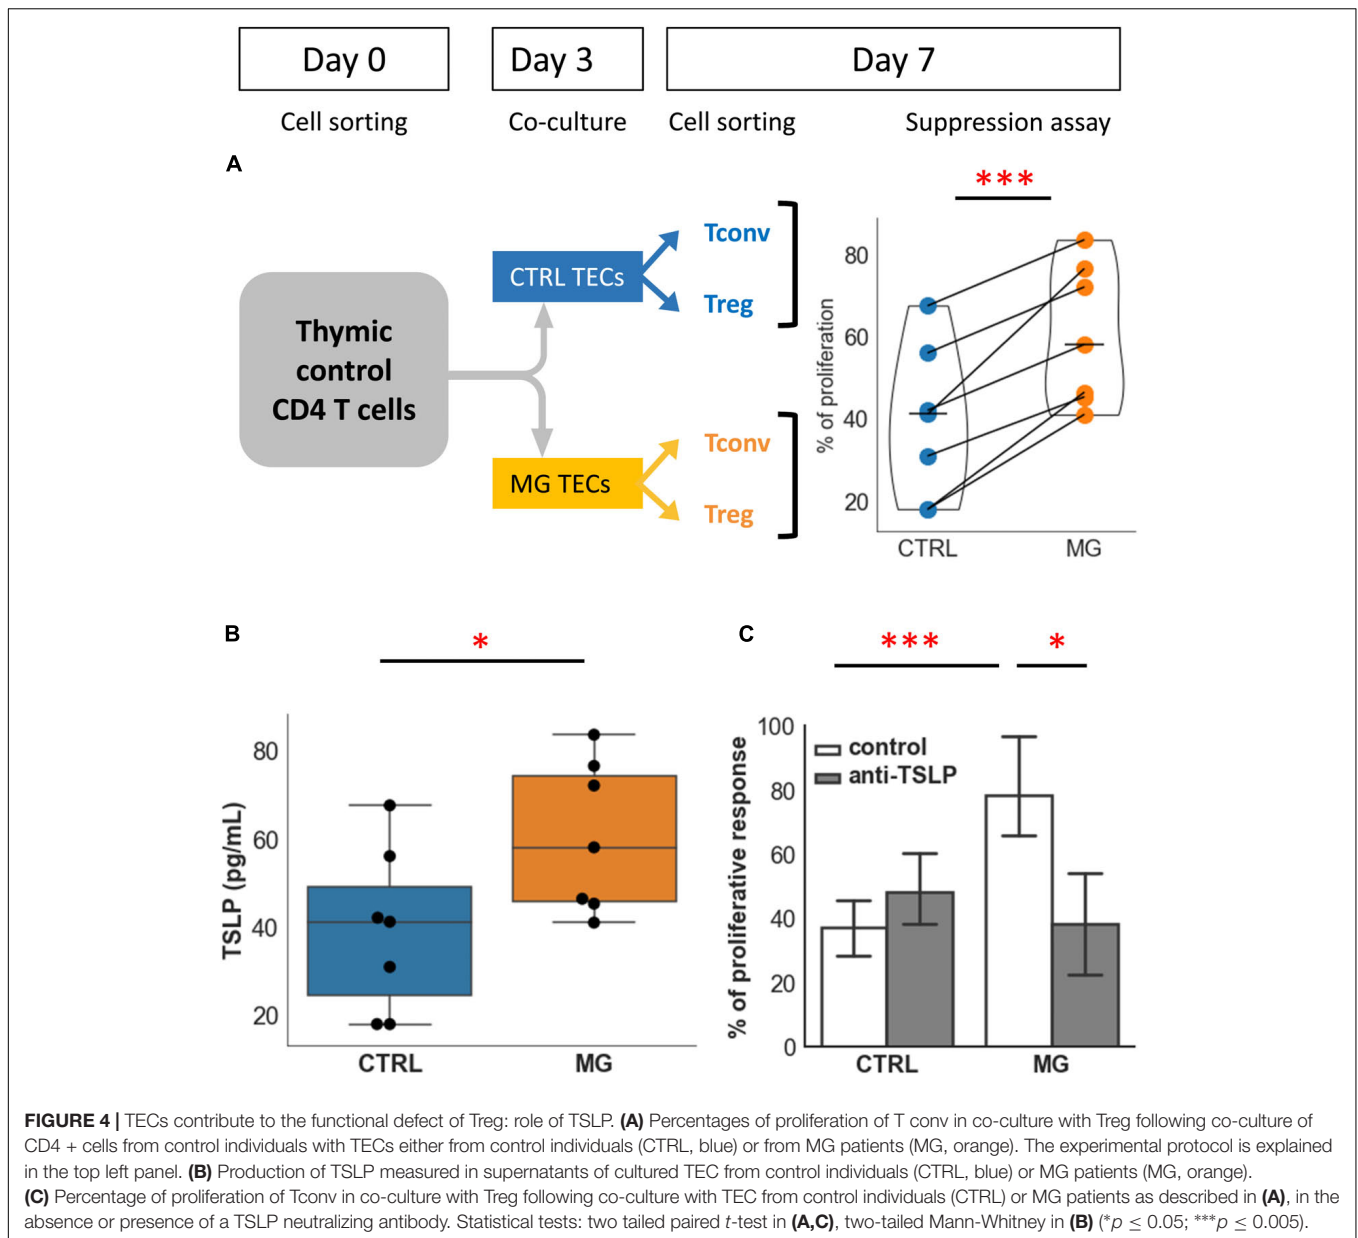 Day 0 Day 3 Day 7
Cell sorting Co-culture Cell sorting Suppression assay
A
***
Thymic
control
CD4 T cells
CTRL TECs
Tconv
Treg
MG TECs
Tconv
Treg
% of proliferation
80
60
40
20
CTRL MG
B
*
TSLP (pg/mL)
80
60
40
20
CTRL MG
C
*** *
% of proliferative response
100
80
60
40
20
0
control
anti-TSLP
CTRL MG
FIGURE 4 | TECs contribute to the functional defect of Treg: role of TSLP. (A) Percentages of proliferation of T conv in co-culture with Treg following co-culture of
CD4 + cells from control individuals with TECs either from control individuals (CTRL, blue) or from MG patients (MG, orange). The experimental protocol is explained
in the top left panel. (B) Production of TSLP measured in supernatants of cultured TEC from control individuals (CTRL, blue) or MG patients (MG, orange).
(C) Percentage of proliferation of Tconv in co-culture with Treg following co-culture with TEC from control individuals (CTRL) or MG patients as described in (A), in the
absence or presence of a TSLP neutralizing antibody. Statistical tests: two tailed paired t-test in (A,C), two-tailed Mann-Whitney in (B) (*p ≤ 0.05; ***p ≤ 0.005).